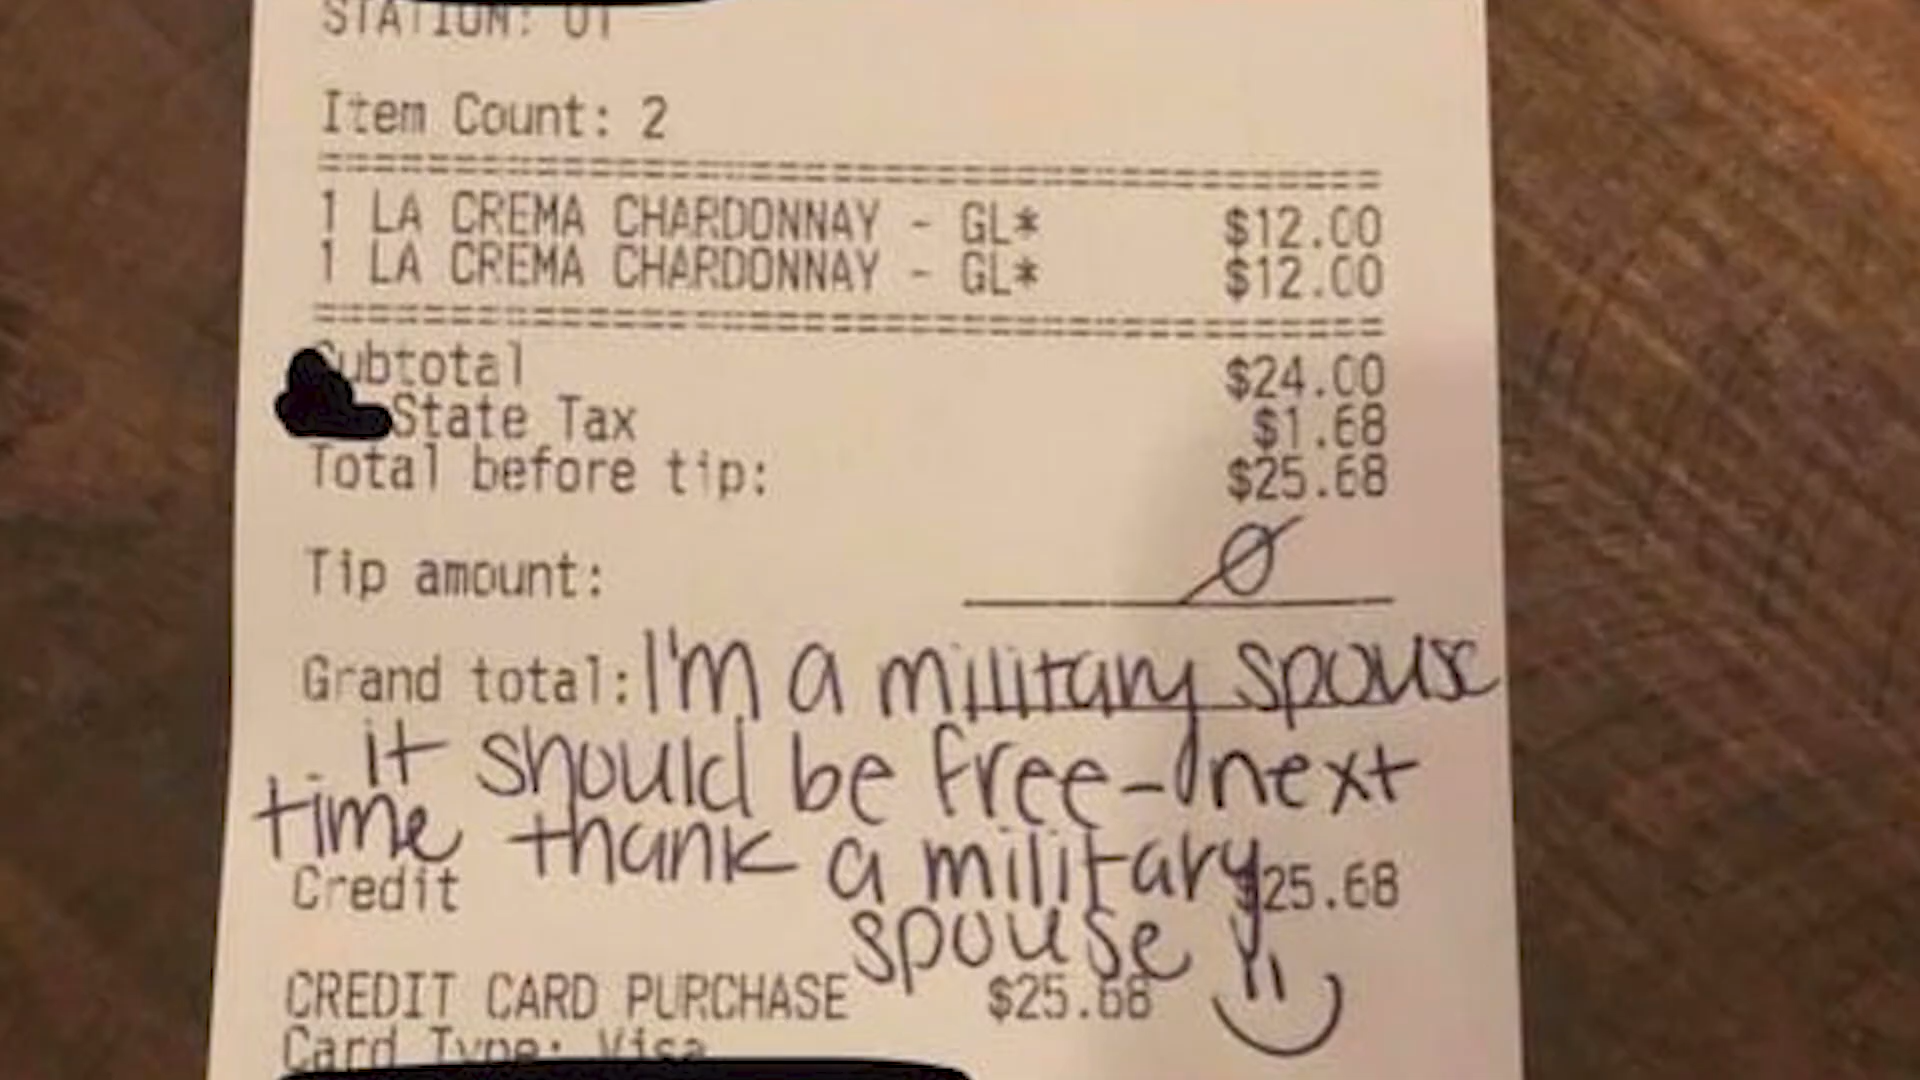 STATION: 01
Item Count: 2
1 LA CREMA CHARDONNAY - GL* $12.00
1 LA CREMA CHARDONNAY - GL* $12.00
Subtotal $24.00
State Tax $1.68
Total before tip: $25.68
Tip amount: Ø
Grand total: I'm a military spouse
it should be free- next
time thank a military
Credit $25.68
spouse
CREDIT CARD PURCHASE $25.68
Card Type: Visa